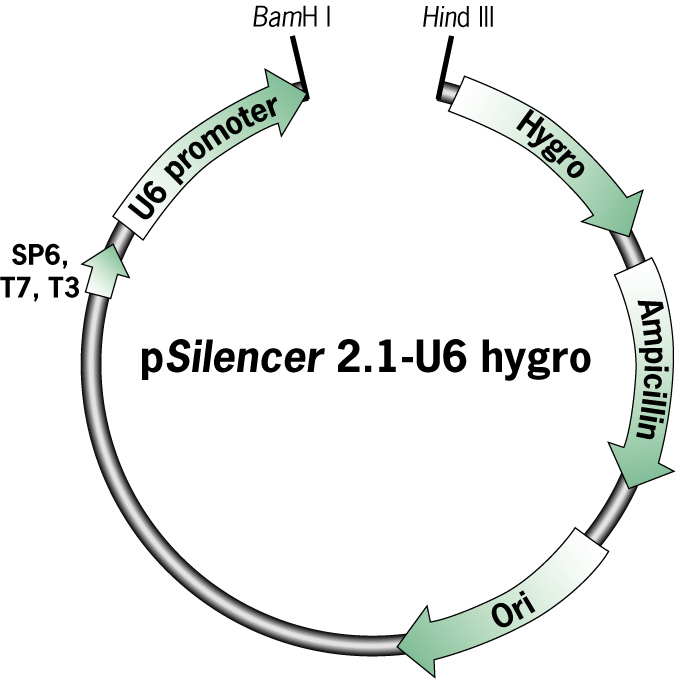 BamH I
Hind III
U6 promoter
Hygro
SP6,
T7, T3
Ampicillin
pSilencer 2.1-U6 hygro
Ori